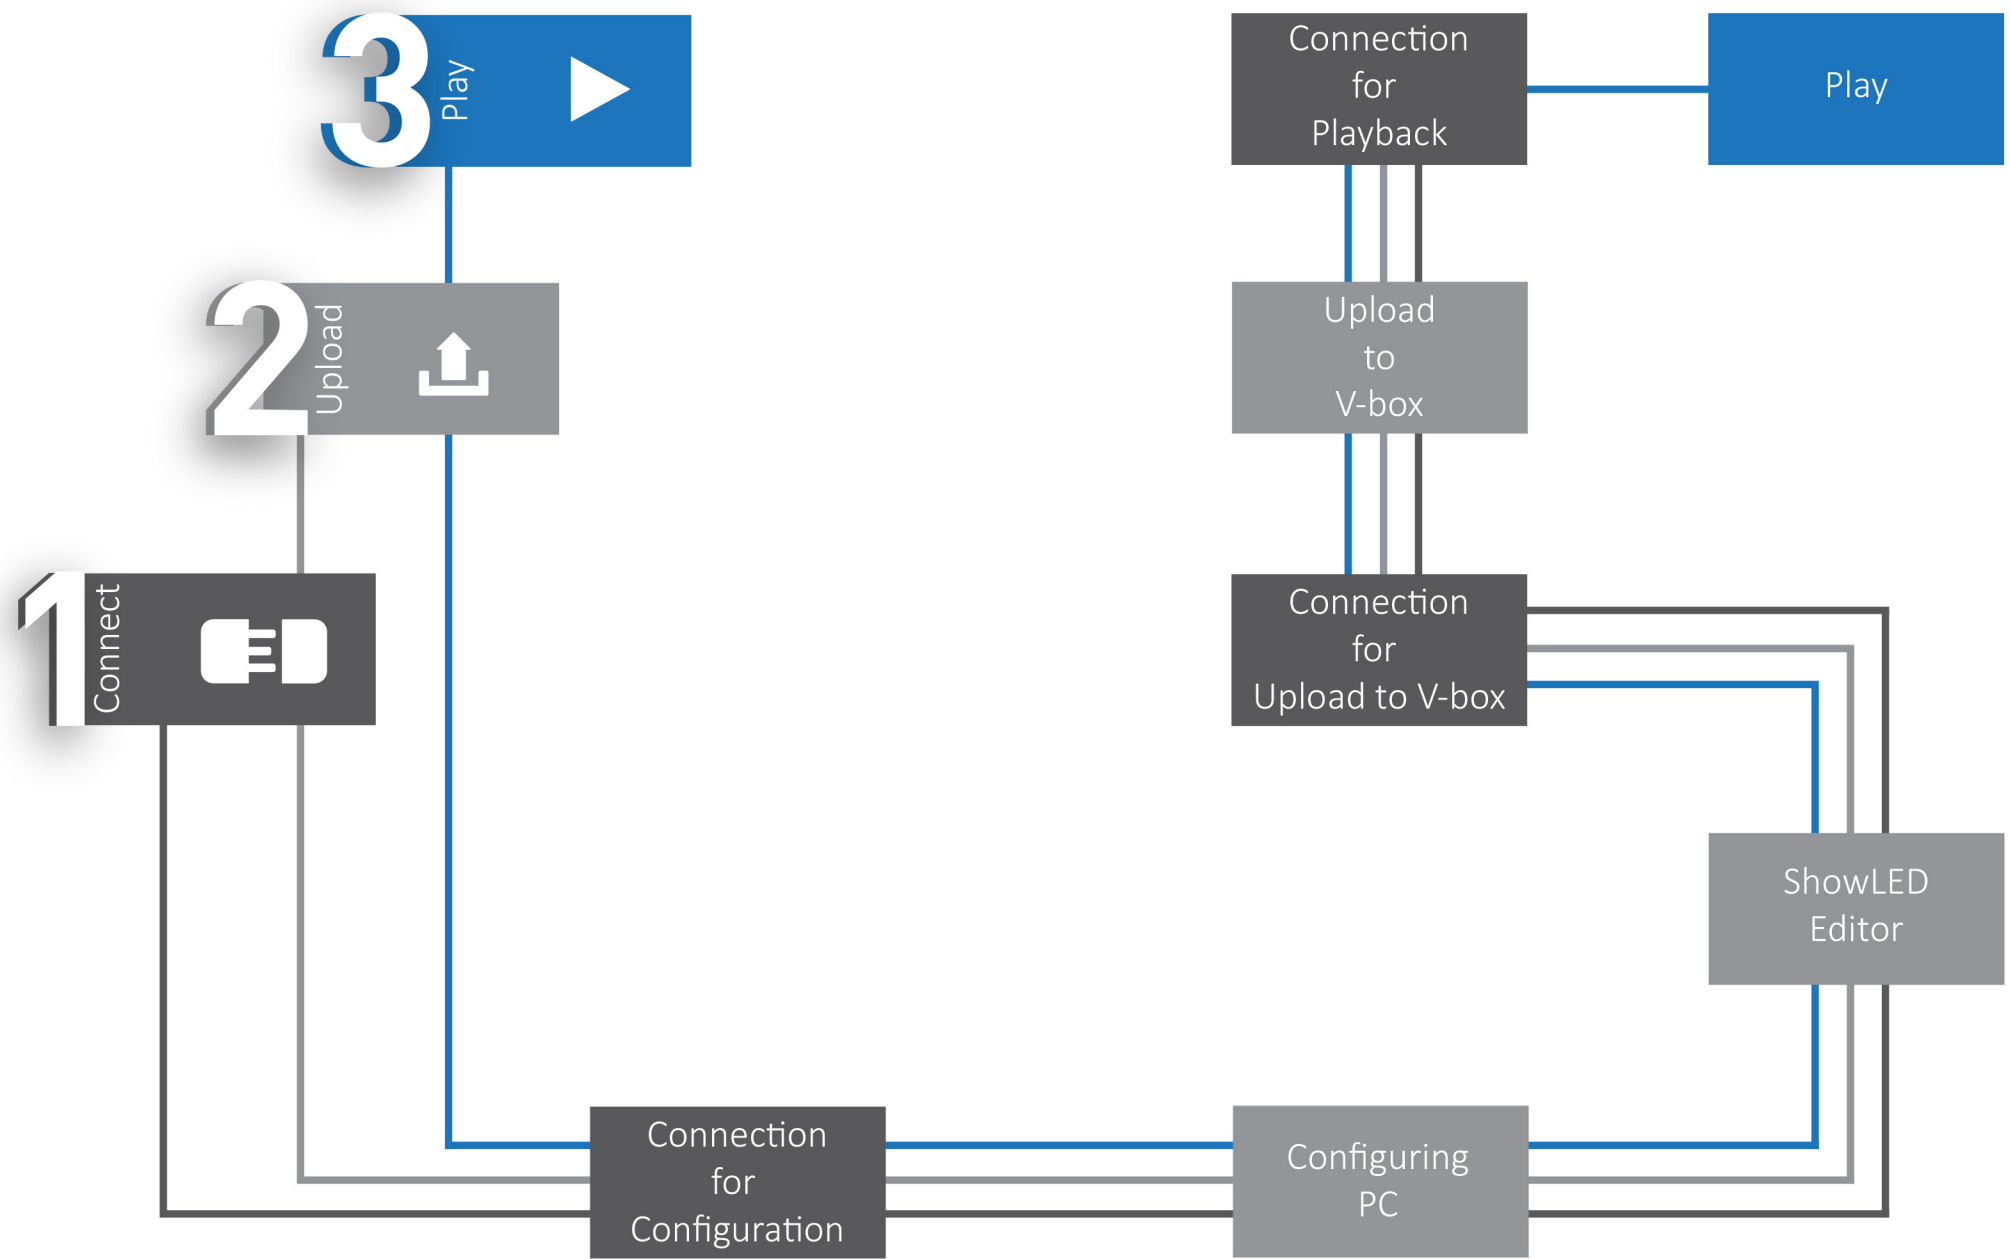 3
Play
2
Upload
1
Connect
Connection
for
Configuration
Configuring
PC
ShowLED
Editor
Connection
for
Upload to V-box
Upload
to
V-box
Connection
for
Playback
Play